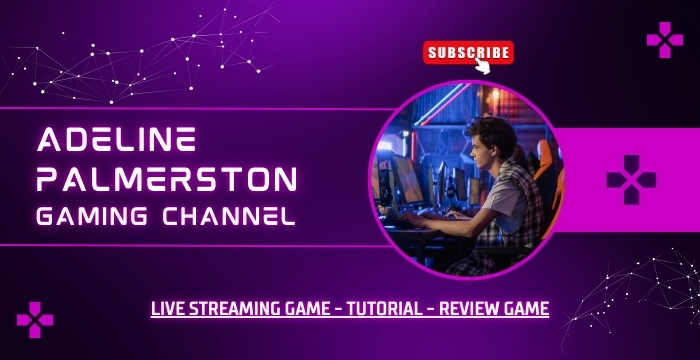 SUBSCRIBE
ADELINE
PALMERSTON
GAMING CHANNEL
LIVE STREAMING GAME - TUTORIAL - REVIEW GAME